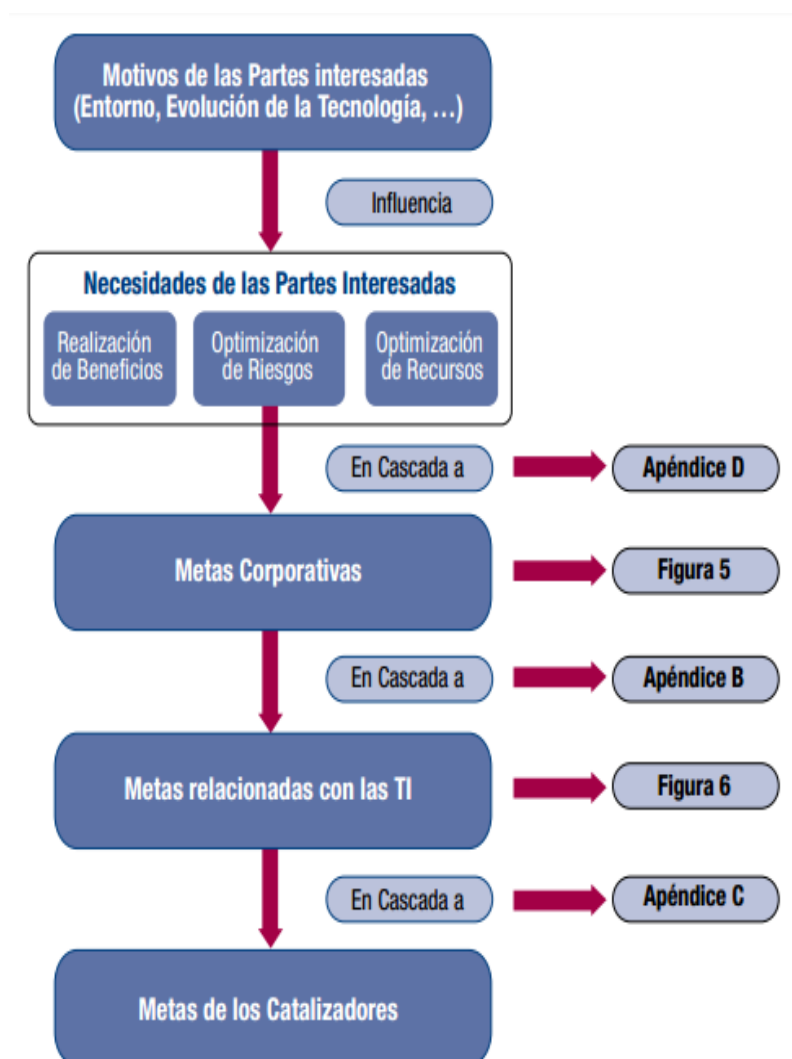 Motivos de las Partes interesadas
(Entorno, Evolución de la Tecnología, …)
Influencia
Necesidades de las Partes Interesadas
Realización
de Beneficios
Optimización
de Riesgos
Optimización
de Recursos
En Cascada a
Apéndice D
Metas Corporativas
Figura 5
En Cascada a
Apéndice B
Metas relacionadas con las TI
Figura 6
En Cascada a
Apéndice C
Metas de los Catalizadores